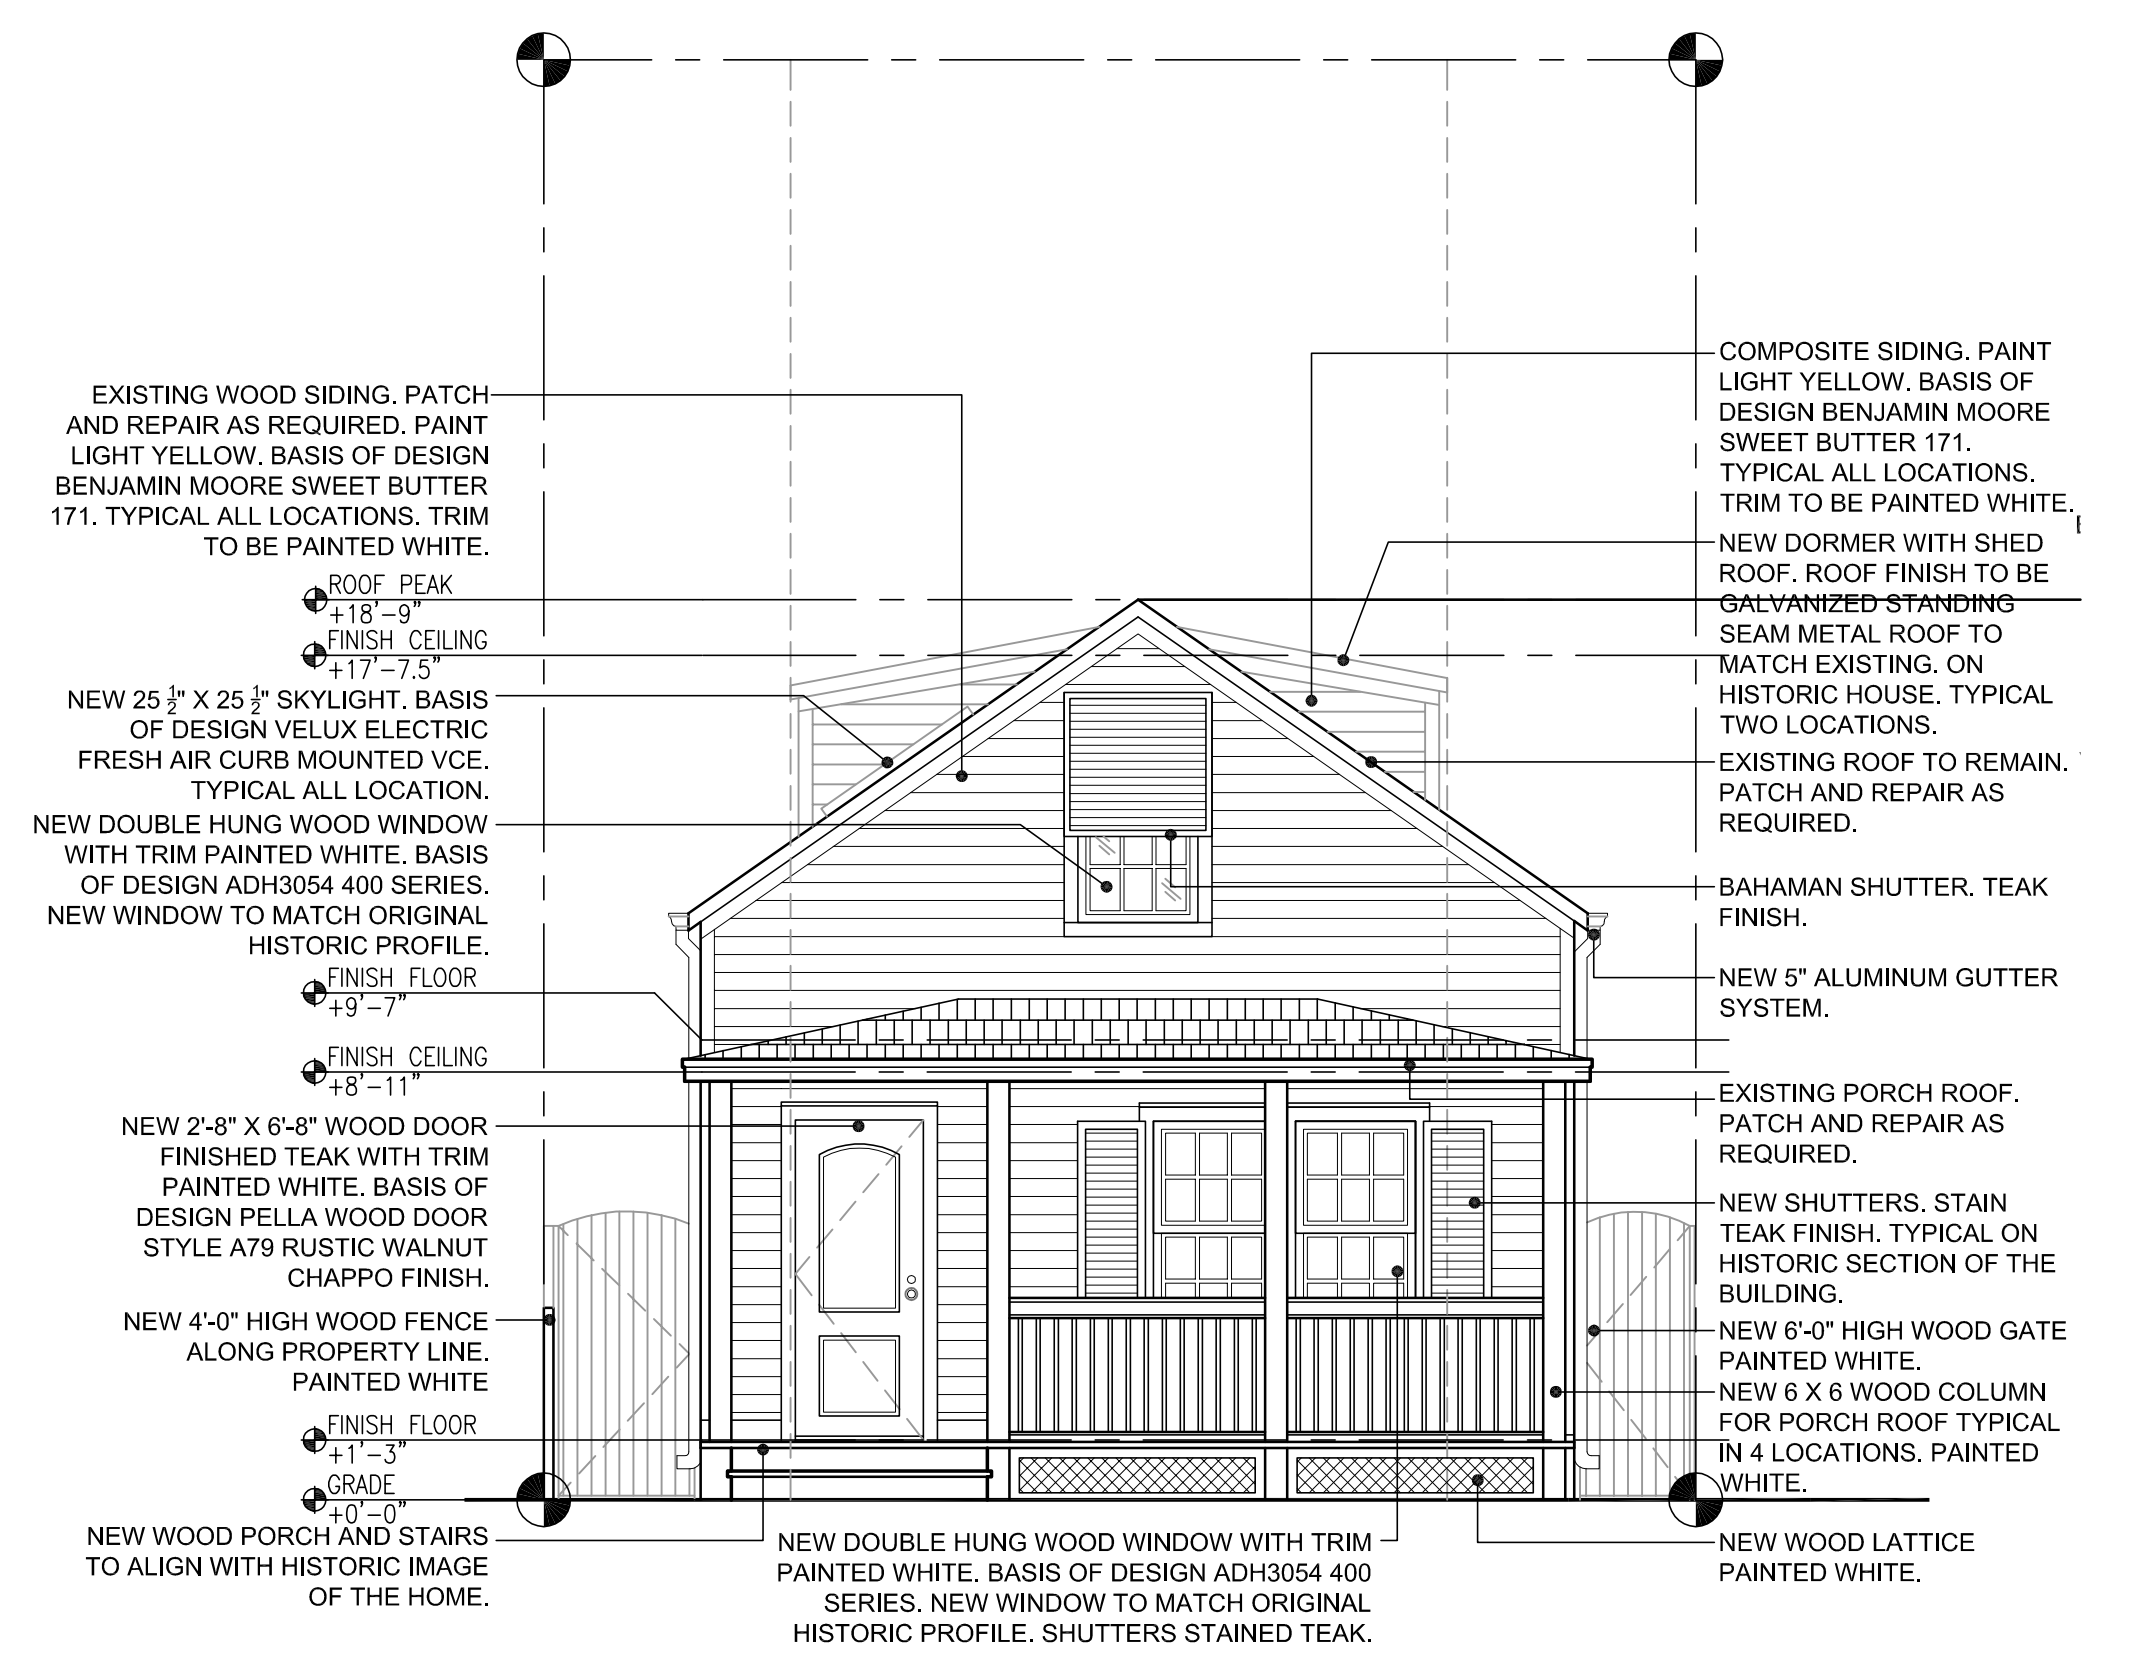 EXISTING WOOD SIDING. PATCH
AND REPAIR AS REQUIRED. PAINT
LIGHT YELLOW. BASIS OF DESIGN
BENJAMIN MOORE SWEET BUTTER
171. TYPICAL ALL LOCATIONS. TRIM
TO BE PAINTED WHITE.
ROOF PEAK
+18'-9"
FINISH CEILING
+17'-7.5"
NEW 25 1/2" X 25 1/2" SKYLIGHT. BASIS
OF DESIGN VELUX ELECTRIC
FRESH AIR CURB MOUNTED VCE.
TYPICAL ALL LOCATION.
NEW DOUBLE HUNG WOOD WINDOW
WITH TRIM PAINTED WHITE. BASIS
OF DESIGN ADH3054 400 SERIES.
NEW WINDOW TO MATCH ORIGINAL
HISTORIC PROFILE.
FINISH FLOOR
+9'-7"
FINISH CEILING
+8'-11"
NEW 2'-8" X 6'-8" WOOD DOOR
FINISHED TEAK WITH TRIM
PAINTED WHITE. BASIS OF
DESIGN PELLA WOOD DOOR
STYLE A79 RUSTIC WALNUT
CHAPPO FINISH.
NEW 4'-0" HIGH WOOD FENCE
ALONG PROPERTY LINE.
PAINTED WHITE
FINISH FLOOR
+1'-3"
GRADE
+0'-0"
NEW WOOD PORCH AND STAIRS
TO ALIGN WITH HISTORIC IMAGE
OF THE HOME.
NEW DOUBLE HUNG WOOD WINDOW WITH TRIM
PAINTED WHITE. BASIS OF DESIGN ADH3054 400
SERIES. NEW WINDOW TO MATCH ORIGINAL
HISTORIC PROFILE. SHUTTERS STAINED TEAK.
COMPOSITE SIDING. PAINT
LIGHT YELLOW. BASIS OF
DESIGN BENJAMIN MOORE
SWEET BUTTER 171.
TYPICAL ALL LOCATIONS.
TRIM TO BE PAINTED WHITE.
NEW DORMER WITH SHED
ROOF. ROOF FINISH TO BE
GALVANIZED STANDING
SEAM METAL ROOF TO
MATCH EXISTING. ON
HISTORIC HOUSE. TYPICAL
TWO LOCATIONS.
EXISTING ROOF TO REMAIN.
PATCH AND REPAIR AS
REQUIRED.
BAHAMAN SHUTTER. TEAK
FINISH.
NEW 5" ALUMINUM GUTTER
SYSTEM.
EXISTING PORCH ROOF.
PATCH AND REPAIR AS
REQUIRED.
NEW SHUTTERS. STAIN
TEAK FINISH. TYPICAL ON
HISTORIC SECTION OF THE
BUILDING.
NEW 6'-0" HIGH WOOD GATE
PAINTED WHITE.
NEW 6 X 6 WOOD COLUMN
FOR PORCH ROOF TYPICAL
IN 4 LOCATIONS. PAINTED
WHITE.
NEW WOOD LATTICE
PAINTED WHITE.